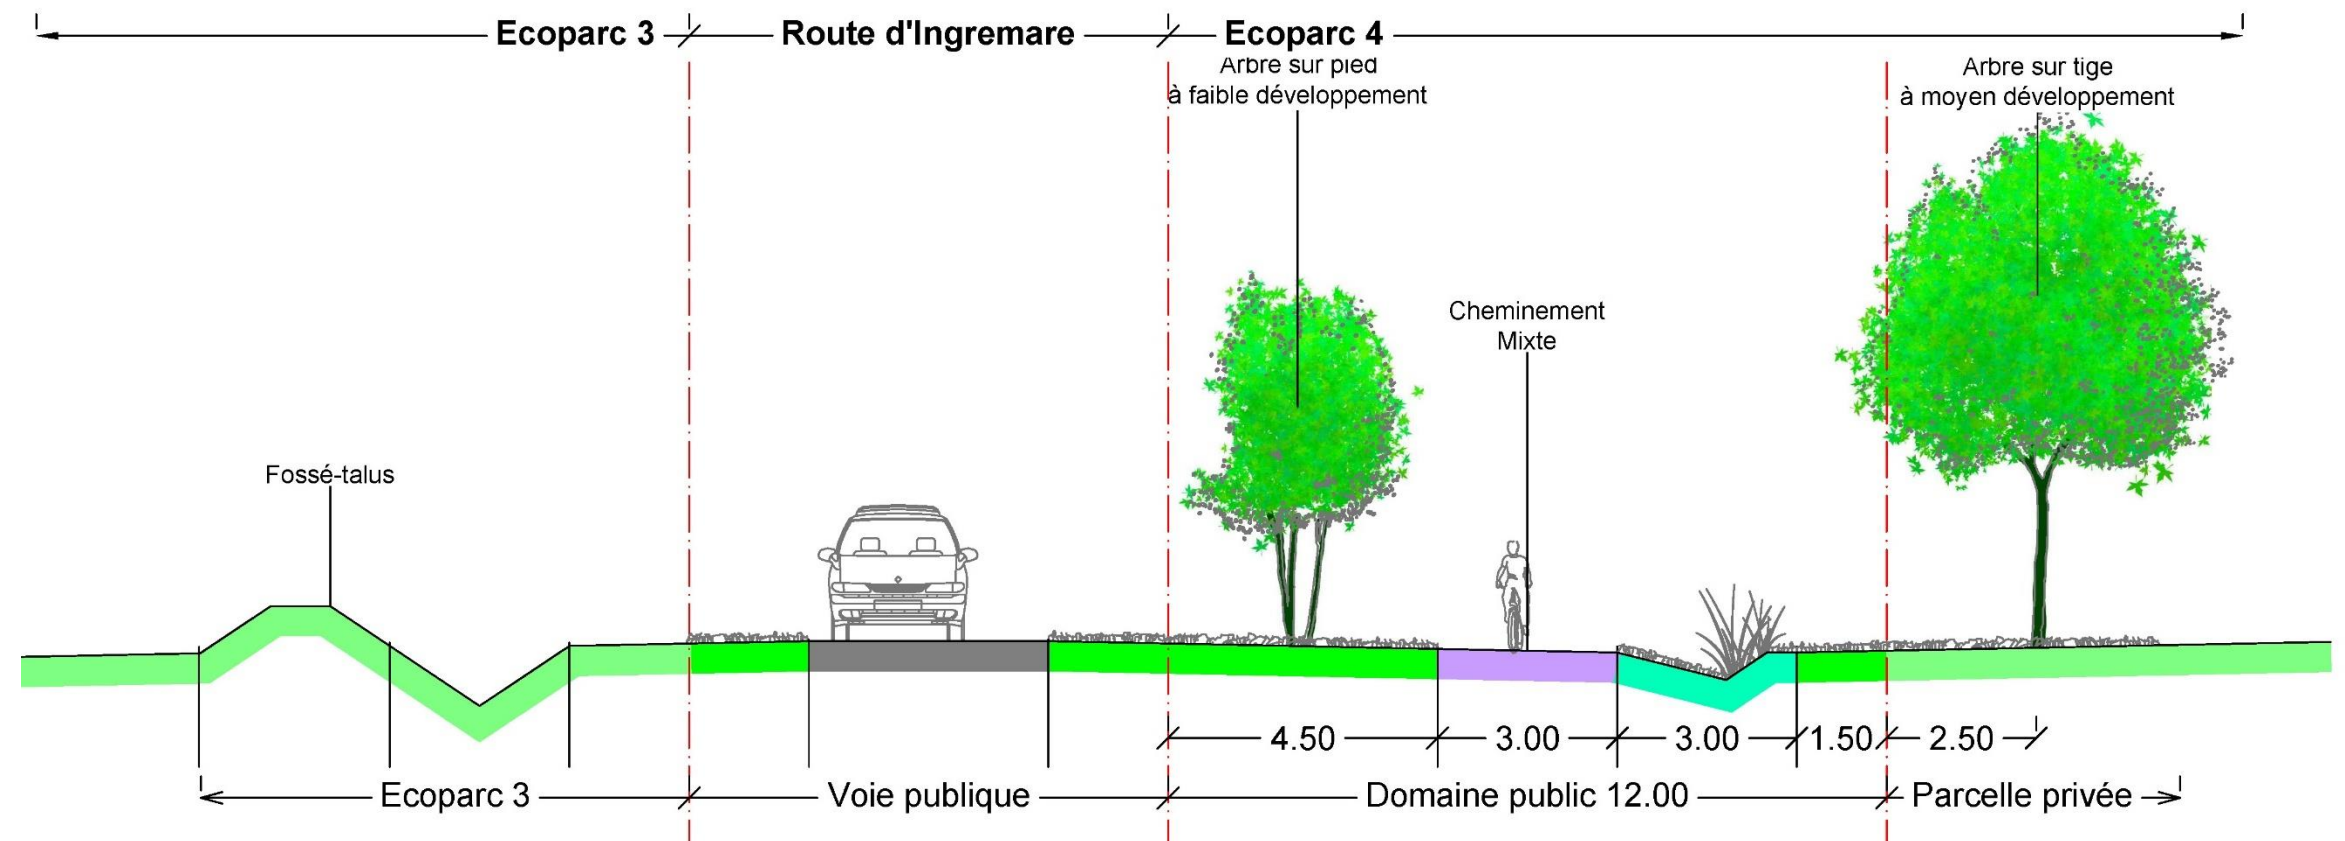 Ecoparc 3
Route d'Ingremare
Ecoparc 4
Arbre sur pied
à faible développement
Arbre sur tige
à moyen développement
Cheminement
Mixte
Fossé-talus
4.50
3.00
3.00
1.50
2.50
Ecoparc 3
Voie publique
Domaine public 12.00
Parcelle privée